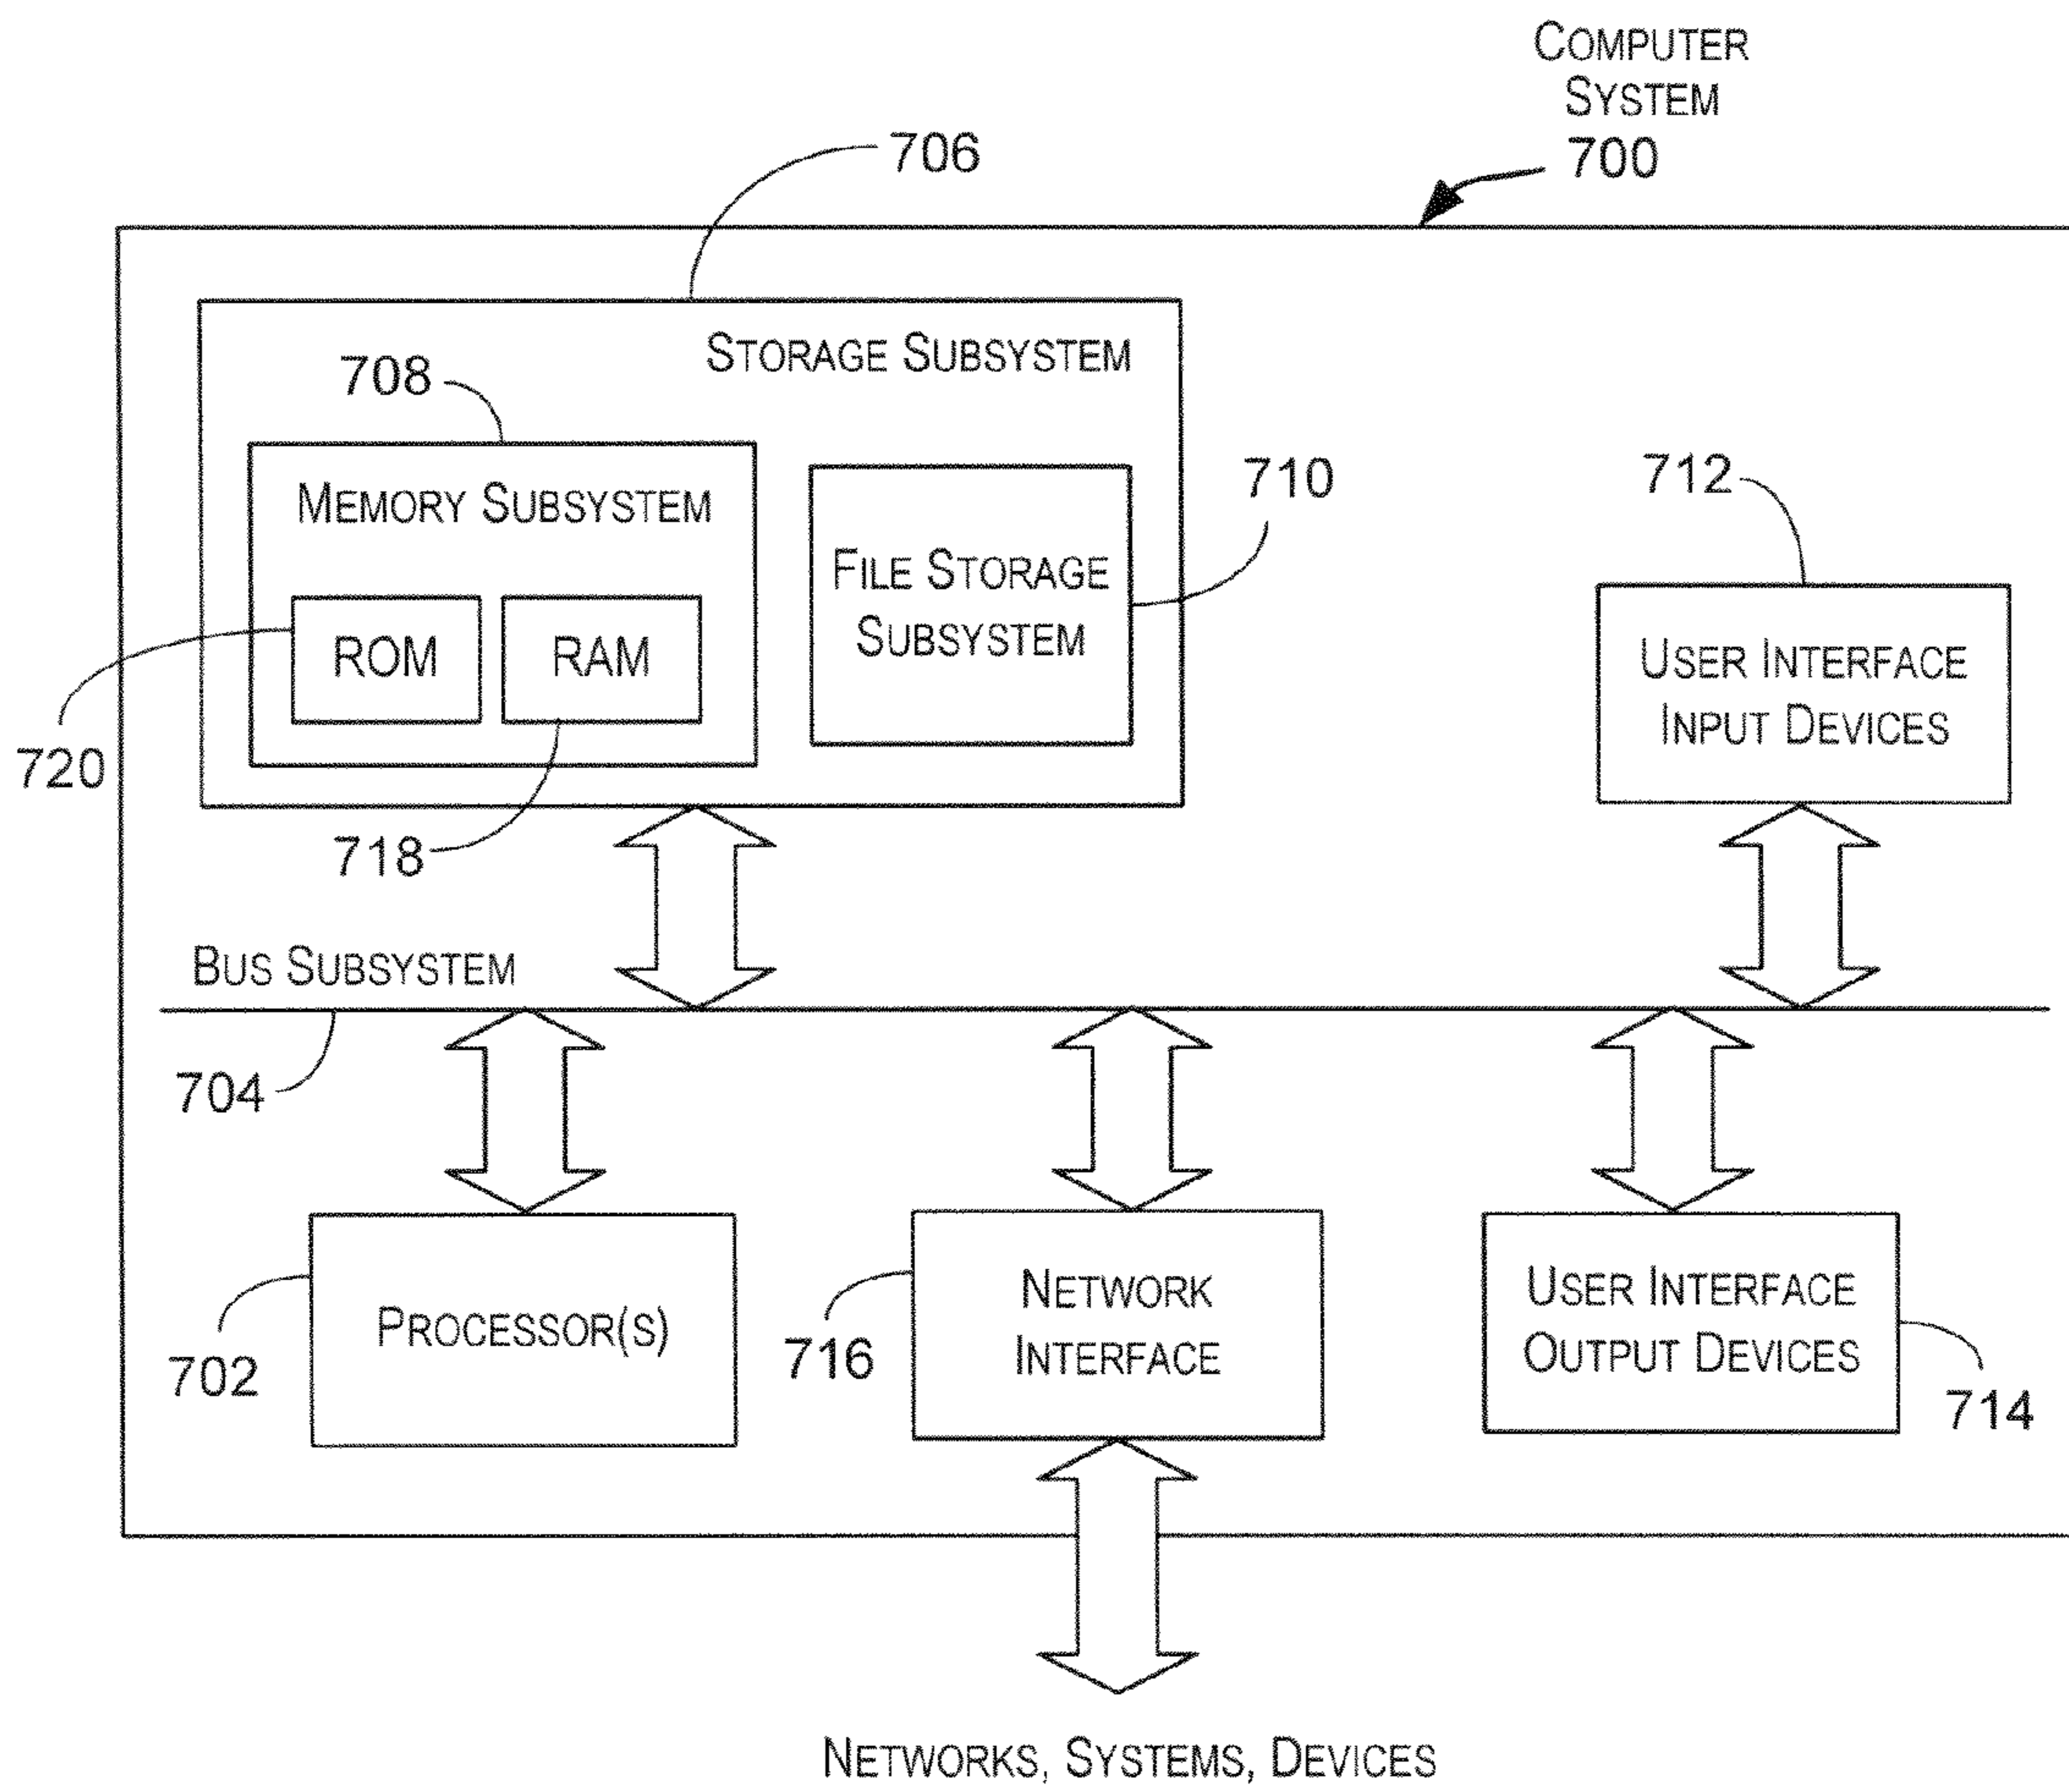 COMPUTER
SYSTEM
700
706
STORAGE SUBSYSTEM
708
MEMORY SUBSYSTEM
710
712
FILE STORAGE
SUBSYSTEM
ROM
RAM
USER INTERFACE
INPUT DEVICES
720
718
BUS SUBSYSTEM
704
PROCESSOR(S)
702
NETWORK
INTERFACE
716
USER INTERFACE
OUTPUT DEVICES
714
NETWORKS, SYSTEMS, DEVICES